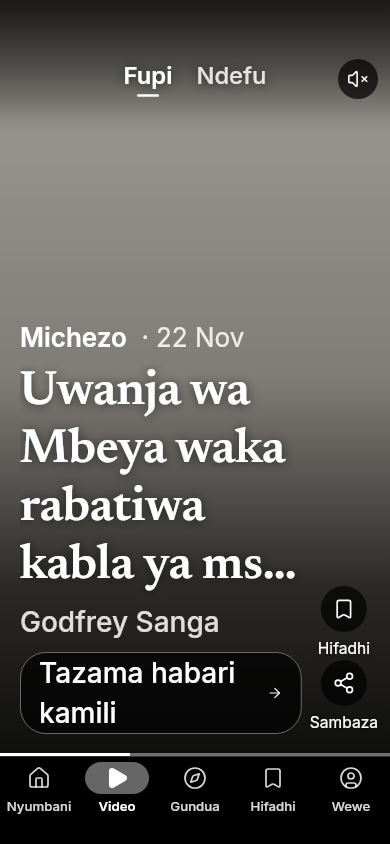 Fupi Ndefu
Michezo · 22 Nov
Uwanja wa
Mbeya waka
rabatiwa
kabla ya ms...
Godfrey Sanga
Hifadhi
Tazama habari
kamili
Sambaza
Nyumbani Video Gundua Hifadhi Wewe